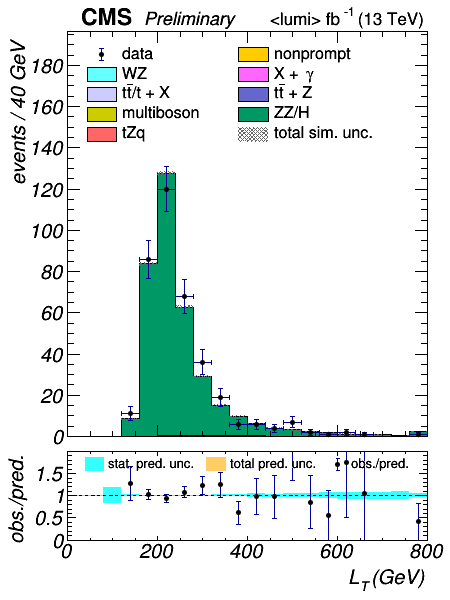 CMS Preliminary <lumi> fb⁻¹ (13 TeV)
events / 40 GeV
180
160
140
120
100
80
60
40
20
0
data
WZ
tt̄/t + X
multiboson
tZq
nonprompt
X + γ
tt̄ + Z
ZZ/H
total sim. unc.
obs./pred.
1.5
1
0.5
0
stat. pred. unc. total pred. unc. obs./pred.
0 200 400 600 800
L_T(GeV)